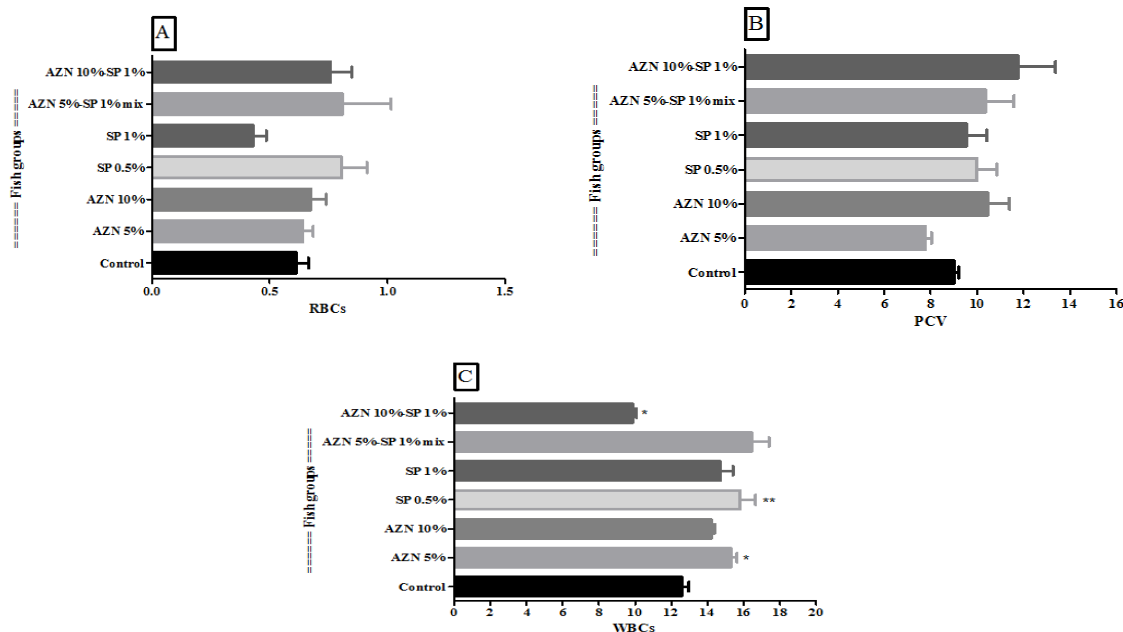 A
AZN 10%-SP 1%
AZN 5%-SP 1% mix
SP 1%
SP 0.5%
AZN 10%
AZN 5%
Control
Fish groups
0.0 0.5 1.0 1.5
RBCs
B
AZN 10%-SP 1%
AZN 5%-SP 1% mix
SP 1%
SP 0.5%
AZN 10%
AZN 5%
Control
Fish groups
0 2 4 6 8 10 12 14 16
PCV
C
AZN 10%-SP 1% *
AZN 5%-SP 1% mix
SP 1%
SP 0.5% **
AZN 10%
AZN 5% *
Control
Fish groups
0 2 4 6 8 10 12 14 16 18 20
WBCs